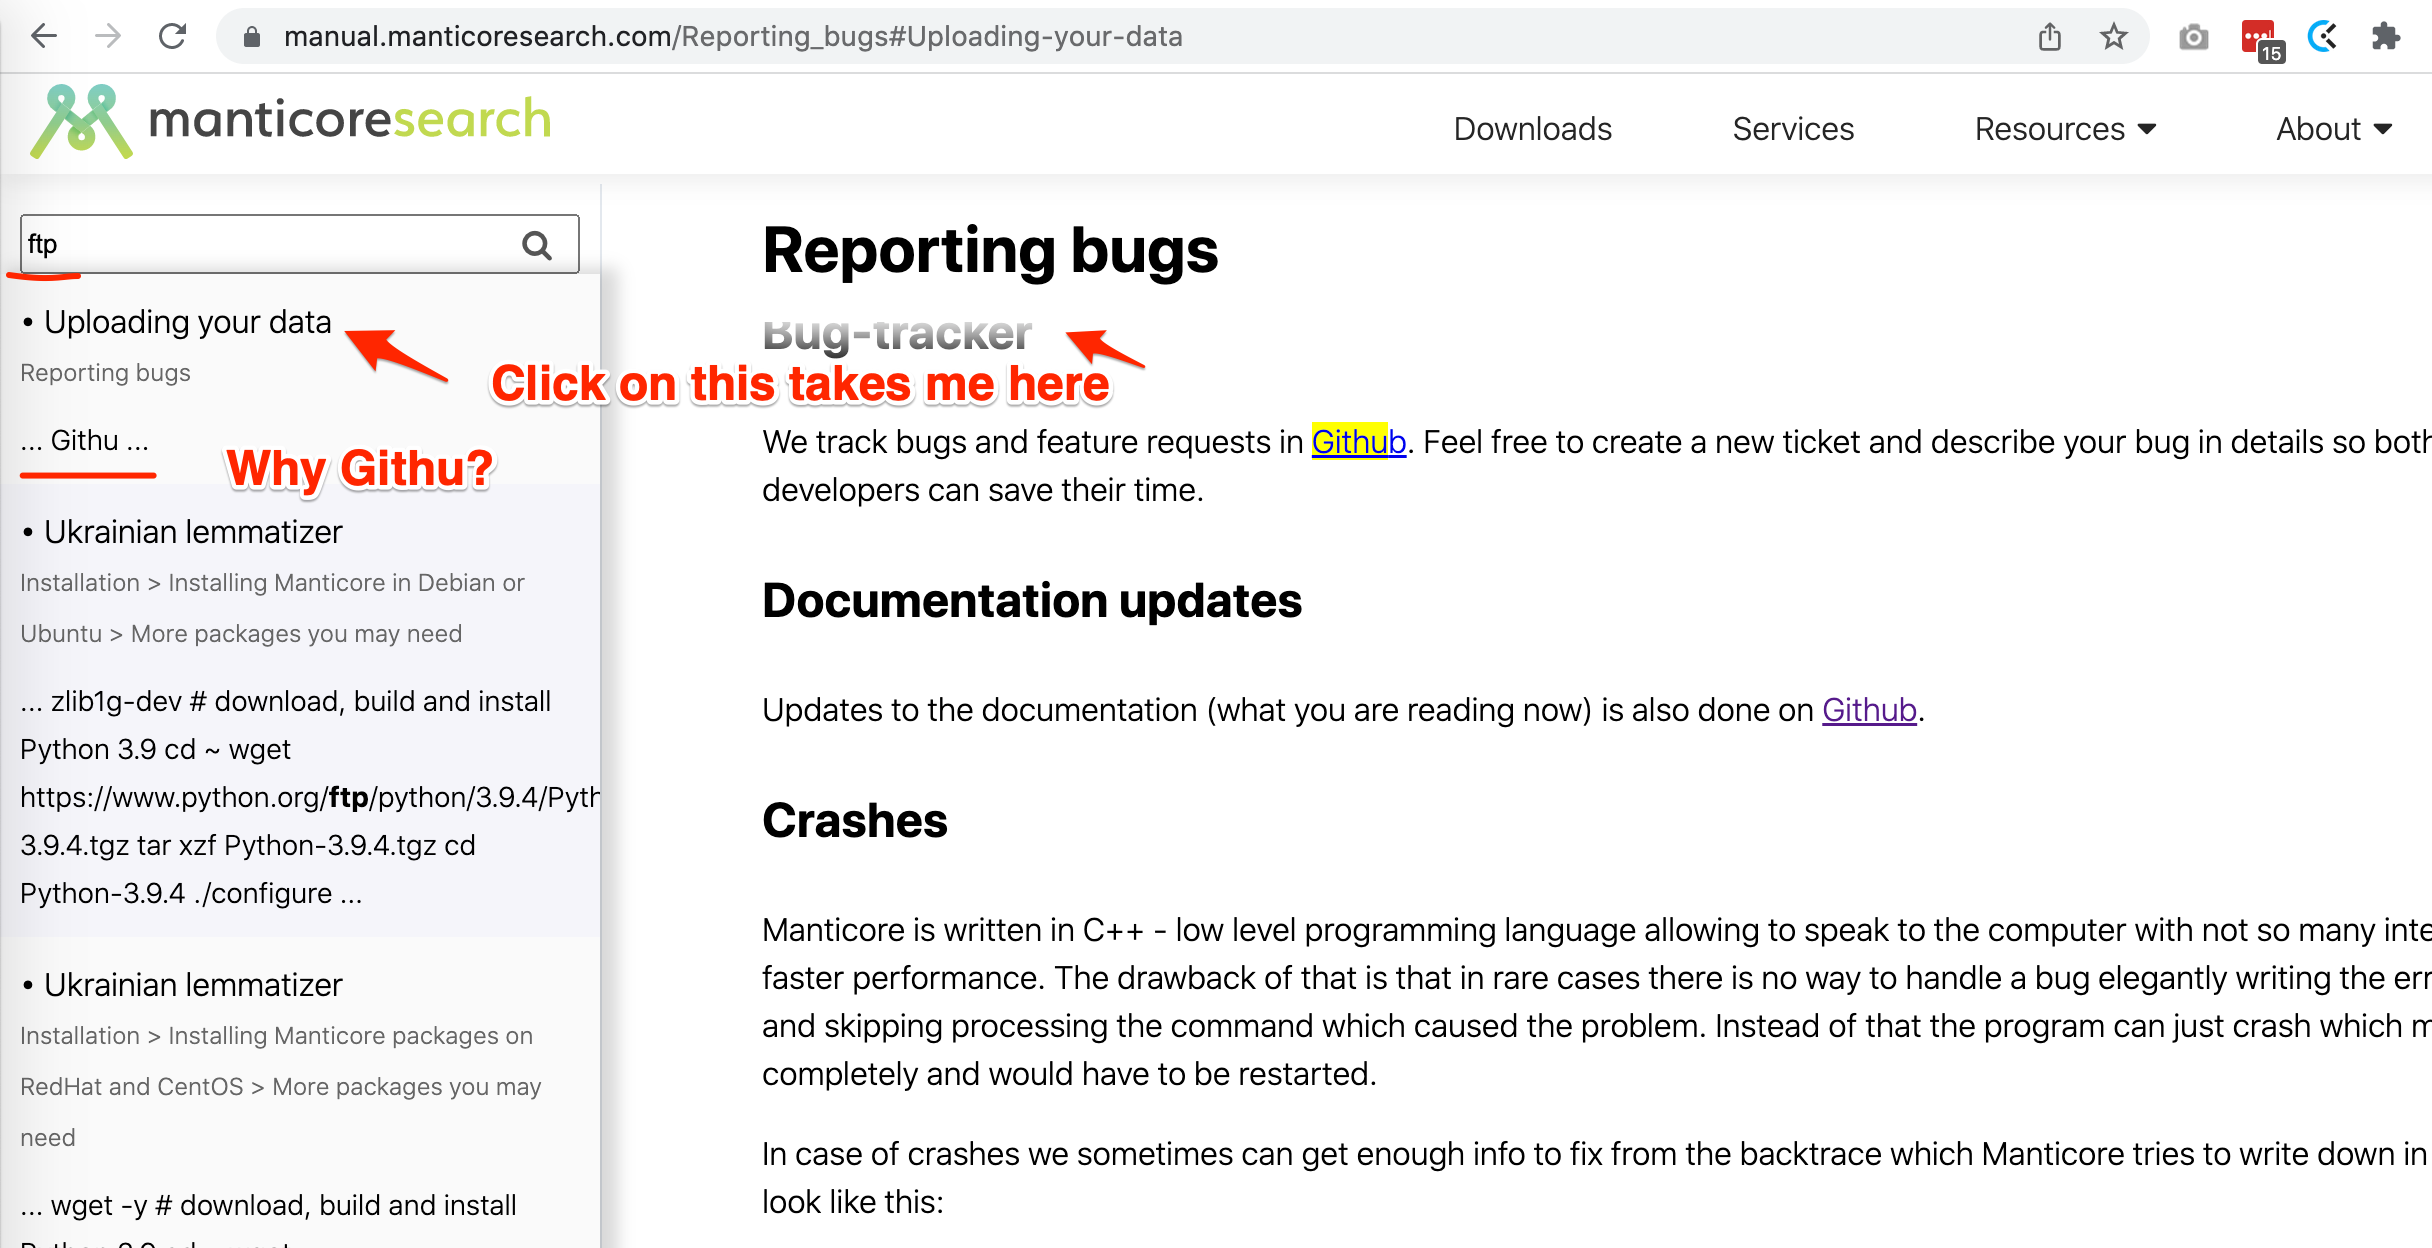 manual.manticoresearch.com/Reporting_bugs#Uploading-your-data
15
manticoresearch
Downloads
Services
Resources
About
ftp
• Uploading your data
Reporting bugs
... Githu ...
• Ukrainian lemmatizer
Installation > Installing Manticore in Debian or
Ubuntu > More packages you may need
... zlib1g-dev # download, build and install
Python 3.9 cd ~ wget
https://www.python.org/ftp/python/3.9.4/Pyth
3.9.4.tgz tar xzf Python-3.9.4.tgz cd
Python-3.9.4 ./configure ...
• Ukrainian lemmatizer
Installation > Installing Manticore packages on
RedHat and CentOS > More packages you may
need
... wget -y # download, build and install
Reporting bugs
Bug-tracker
Click on this takes me here
Why Githu?
We track bugs and feature requests in Github. Feel free to create a new ticket and describe your bug in details so both
developers can save their time.
Documentation updates
Updates to the documentation (what you are reading now) is also done on Github.
Crashes
Manticore is written in C++ - low level programming language allowing to speak to the computer with not so many inte
faster performance. The drawback of that is that in rare cases there is no way to handle a bug elegantly writing the err
and skipping processing the command which caused the problem. Instead of that the program can just crash which m
completely and would have to be restarted.
In case of crashes we sometimes can get enough info to fix from the backtrace which Manticore tries to write down in
look like this: